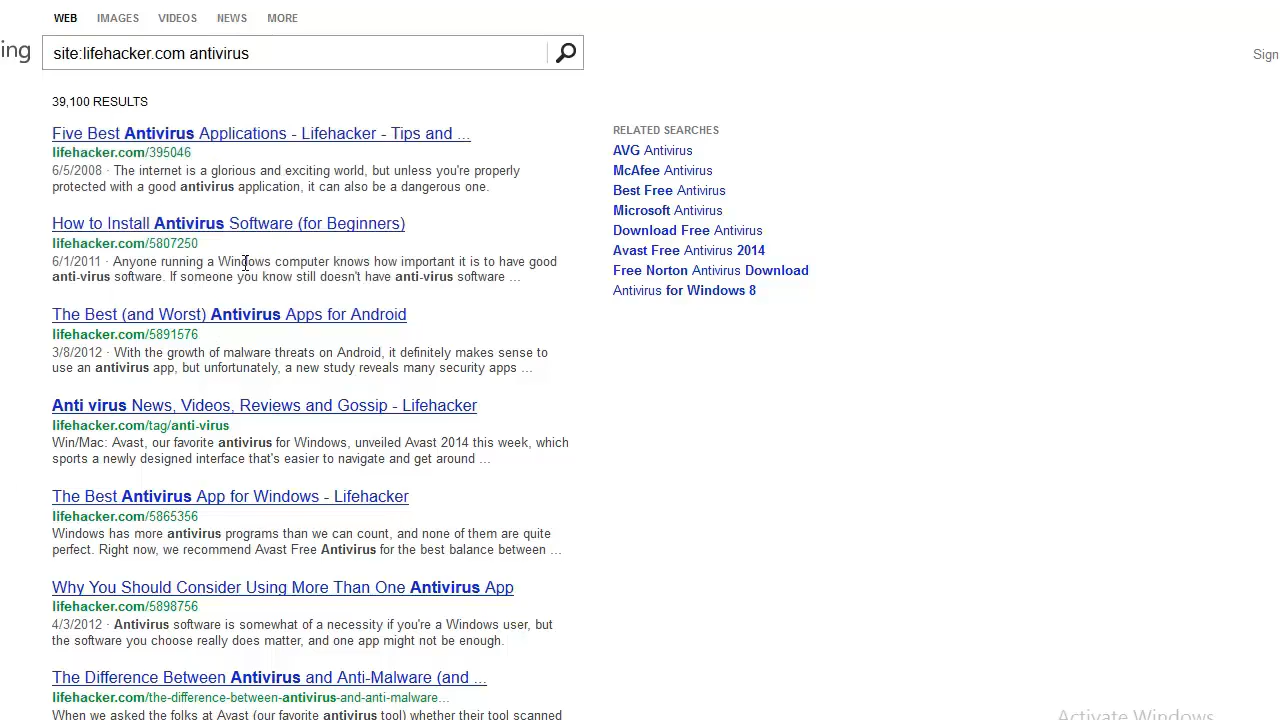 WEB IMAGES VIDEOS NEWS MORE
ing site:lifehacker.com antivirus
Sign
39,100 RESULTS
Five Best Antivirus Applications - Lifehacker - Tips and ...
lifehacker.com/395046
6/5/2008 · The internet is a glorious and exciting world, but unless you're properly
protected with a good antivirus application, it can also be a dangerous one.
How to Install Antivirus Software (for Beginners)
lifehacker.com/5807250
6/1/2011 · Anyone running a Windows computer knows how important it is to have good
anti-virus software. If someone you know still doesn't have anti-virus software ...
The Best (and Worst) Antivirus Apps for Android
lifehacker.com/5891576
3/8/2012 · With the growth of malware threats on Android, it definitely makes sense to
use an antivirus app, but unfortunately, a new study reveals many security apps ...
Anti virus News, Videos, Reviews and Gossip - Lifehacker
lifehacker.com/tag/anti-virus
Win/Mac: Avast, our favorite antivirus for Windows, unveiled Avast 2014 this week, which
sports a newly designed interface that's easier to navigate and get around ...
The Best Antivirus App for Windows - Lifehacker
lifehacker.com/5865356
Windows has more antivirus programs than we can count, and none of them are quite
perfect. Right now, we recommend Avast Free Antivirus for the best balance between ...
Why You Should Consider Using More Than One Antivirus App
lifehacker.com/5898756
4/3/2012 · Antivirus software is somewhat of a necessity if you're a Windows user, but
the software you choose really does matter, and one app might not be enough.
The Difference Between Antivirus and Anti-Malware (and ...
lifehacker.com/the-difference-between-antivirus-and-anti-malware...
When we asked the folks at Avast (our favorite antivirus tool) whether their tool scanned
RELATED SEARCHES
AVG Antivirus
McAfee Antivirus
Best Free Antivirus
Microsoft Antivirus
Download Free Antivirus
Avast Free Antivirus 2014
Free Norton Antivirus Download
Antivirus for Windows 8
Activate Windows